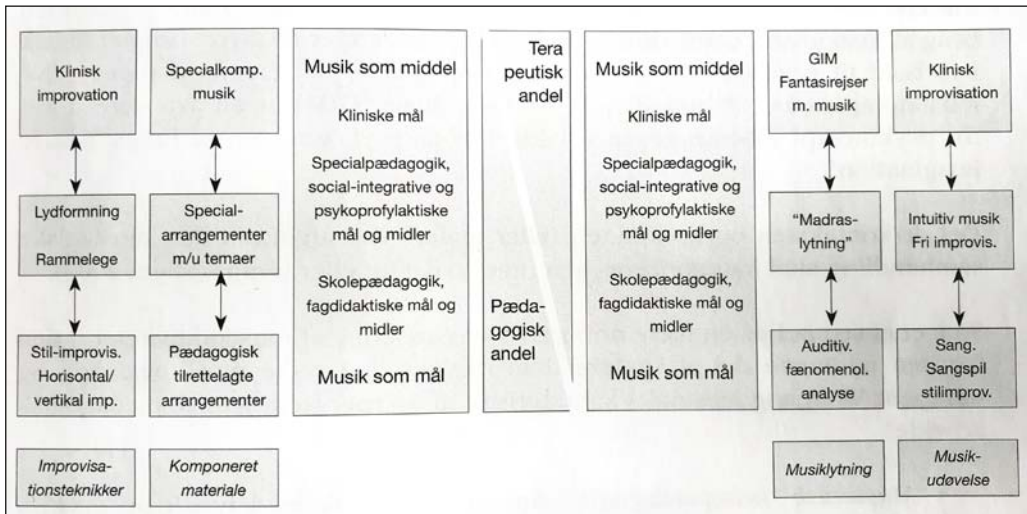 Klinisk
improvation
Specialkomp.
musik
Musik som middel
Kliniske mål
Specialpædagogik,
social-integrative og
psykoprofylaktiske
mål og midler
Skolepædagogik,
fagdidaktiske mål og
midler
Musik som mål
Tera
peutisk
andel
Pæda-
gogisk
andel
Musik som middel
Kliniske mål
Specialpædagogik,
social-integrative og
psykoprofylaktiske
mål og midler
Skolepædagogik,
fagdidaktiske mål og
midler
Musik som mål
GIM
Fantasirejser
m. musik
Klinisk
improvisation
Lydformning
Rammelege
Special-
arrangementer
m/u temaer
"Madras-
lytning"
Intuitiv musik
Fri improvis.
Stil-improvis.
Horisontal/
vertikal imp.
Pædagogisk
tilrettelagte
arrangementer
Auditiv.
fænomenol.
analyse
Sang.
Sangspil
stilimprov.
Improvisa-
tionsteknikker
Komponeret
materiale
Musiklytning
Musik-
udøvelse